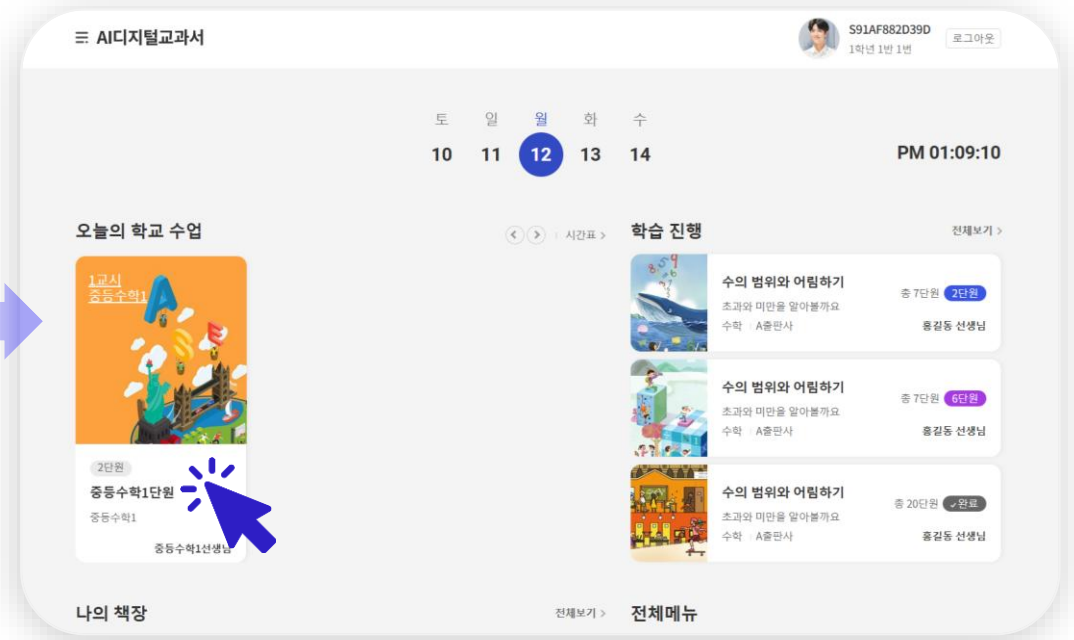 ☰ AI디지털교과서
S91AF882D39D
1학년 1반 1번
로그아웃
토 일 월 화 수
10 11 12 13 14
PM 01:09:10
오늘의 학교 수업
시간표 >
1교시
중등수학1
2단원
중등수학1단원
중등수학1
중등수학1선생님
학습 진행
전체보기 >
수의 범위와 어림하기
초과와 미만을 알아볼까요
수학 A출판사
총 7단원 2단원
홍길동 선생님
수의 범위와 어림하기
초과와 미만을 알아볼까요
수학 A출판사
총 7단원 6단원
홍길동 선생님
수의 범위와 어림하기
초과와 미만을 알아볼까요
수학 A출판사
총 20단원 ✓완료
홍길동 선생님
나의 책장
전체보기 >
전체메뉴